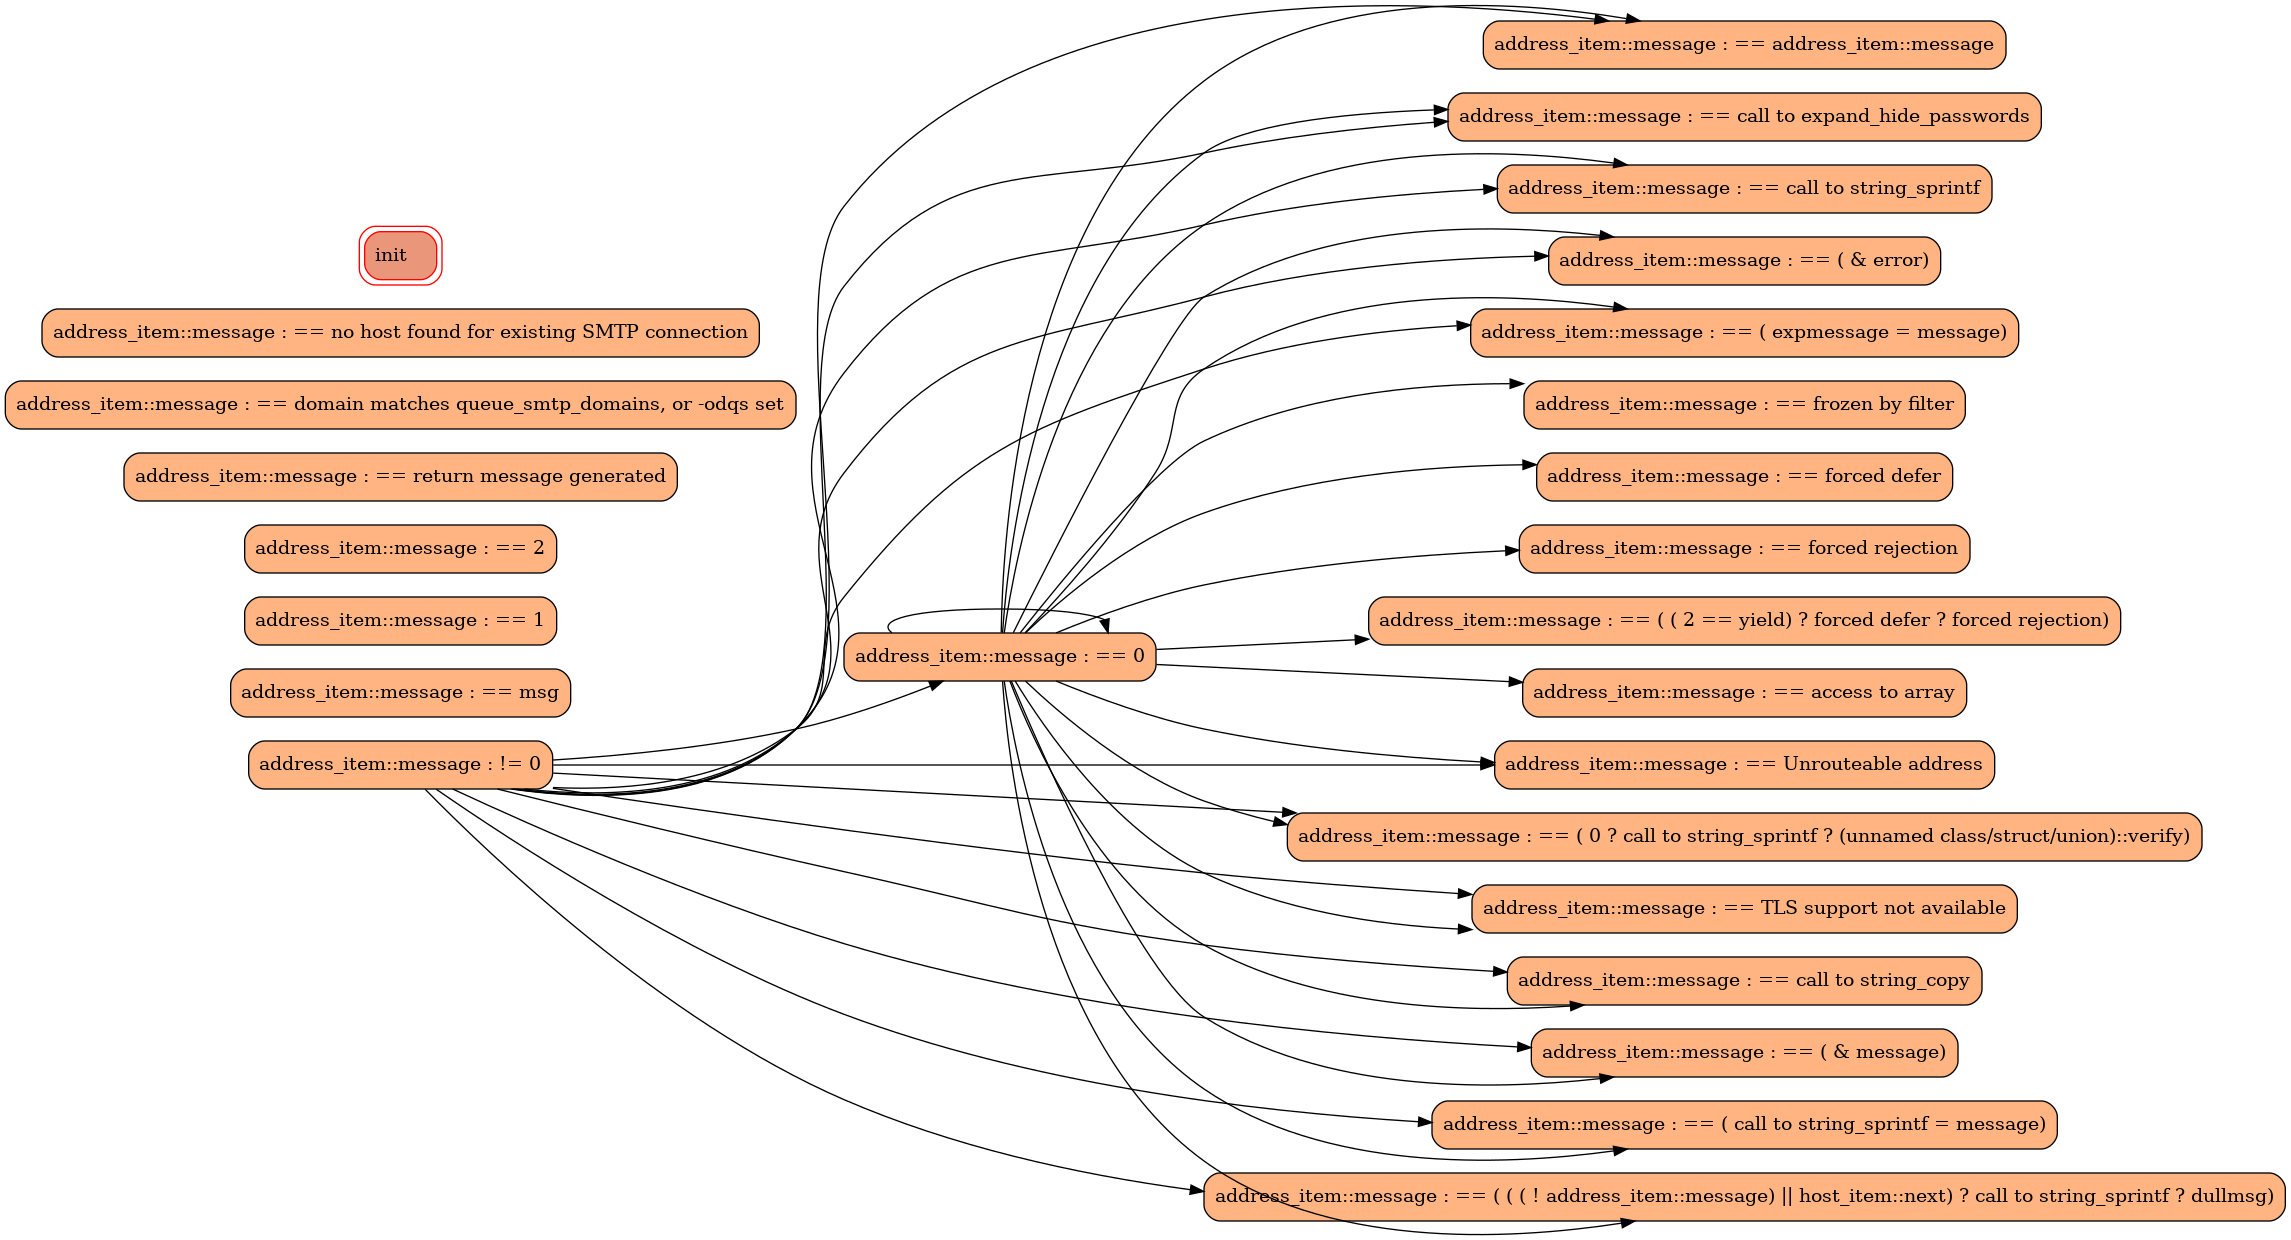 init
address_item::message : == no host found for existing SMTP connection
address_item::message : == domain matches queue_smtp_domains, or -odqs set
address_item::message : == return message generated
address_item::message : == 2
address_item::message : == 1
address_item::message : == msg
address_item::message : != 0
address_item::message : == 0
address_item::message : == address_item::message
address_item::message : == call to expand_hide_passwords
address_item::message : == call to string_sprintf
address_item::message : == ( & error)
address_item::message : == ( expmessage = message)
address_item::message : == frozen by filter
address_item::message : == forced defer
address_item::message : == forced rejection
address_item::message : == ( ( 2 == yield) ? forced defer ? forced rejection)
address_item::message : == access to array
address_item::message : == Unrouteable address
address_item::message : == ( 0 ? call to string_sprintf ? (unnamed class/struct/union)::verify)
address_item::message : == TLS support not available
address_item::message : == call to string_copy
address_item::message : == ( & message)
address_item::message : == ( call to string_sprintf = message)
address_item::message : == ( ( ( ! address_item::message) || host_item::next) ? call to string_sprintf ? dullmsg)